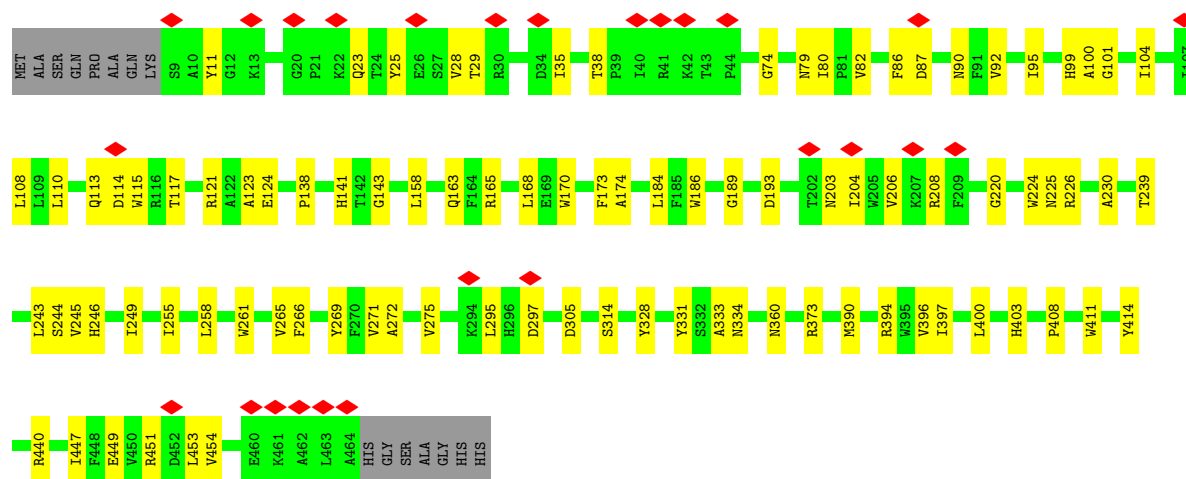 MET ALA SER GLN PRO ALA GLN LYS S9 A10 Y11 G12 K13 G20 P21 K22 Q23 T24 Y25 E26 S27 V28 T29 R30 D34 I35 T38 P39 I40 R41 K42 T43 P44 G74 N79 I80 P81 V82 F86 D87 N90 F91 V92 I95 H99 A100 G101 I104 I107
L108 L109 L110 Q113 D114 W115 R116 T117 R121 A122 A123 E124 P138 H141 T142 G143 L158 Q163 F164 R165 L168 E169 W170 F173 A174 L184 F185 W186 G189 D193 T202 N203 I204 W205 V206 K207 R208 F209 G220 W224 N225 R226 A230 T239
L243 S244 V245 H246 I249 I255 L258 W261 V265 F266 Y269 F270 V271 A272 V275 K294 L295 H296 D297 D305 S314 Y328 Y331 S332 A333 N334 N360 R373 M390 R394 W395 V396 I397 L400 H403 P408 W411 Y414
R440 I447 F448 E449 V450 R451 D452 L453 V454 E460 K461 A462 L463 A464 HIS GLY SER ALA GLY HIS HIS